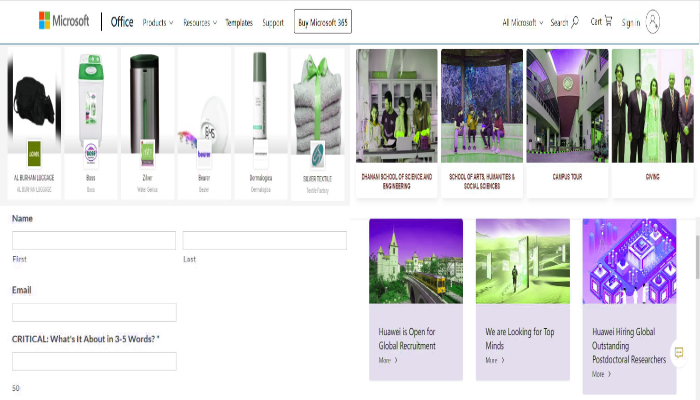 Microsoft
Office
Products
Resources
Templates
Support
Buy Microsoft 365
All Microsoft
Search
Cart
Sign in
AL BURHAN LUGGAGE
AL BURHAN LUGGAGE
Boss
Boss
Zilver
Water Genius
Beurer
Beurer
Dermalogica
Dermalogica
SILVER TEXTILE
Textile Factory
DHANANI SCHOOL OF SCIENCE AND
ENGINEERING
SCHOOL OF ARTS, HUMANITIES &
SOCIAL SCIENCES
CAMPUS TOUR
GIVING
Name
First
Last
Email
CRITICAL: What's It About in 3-5 Words? *
50
Huawei is Open for
Global Recruitment
More
We are Looking for Top
Minds
More
Huawei Hiring Global
Outstanding
Postdoctoral Researchers
More